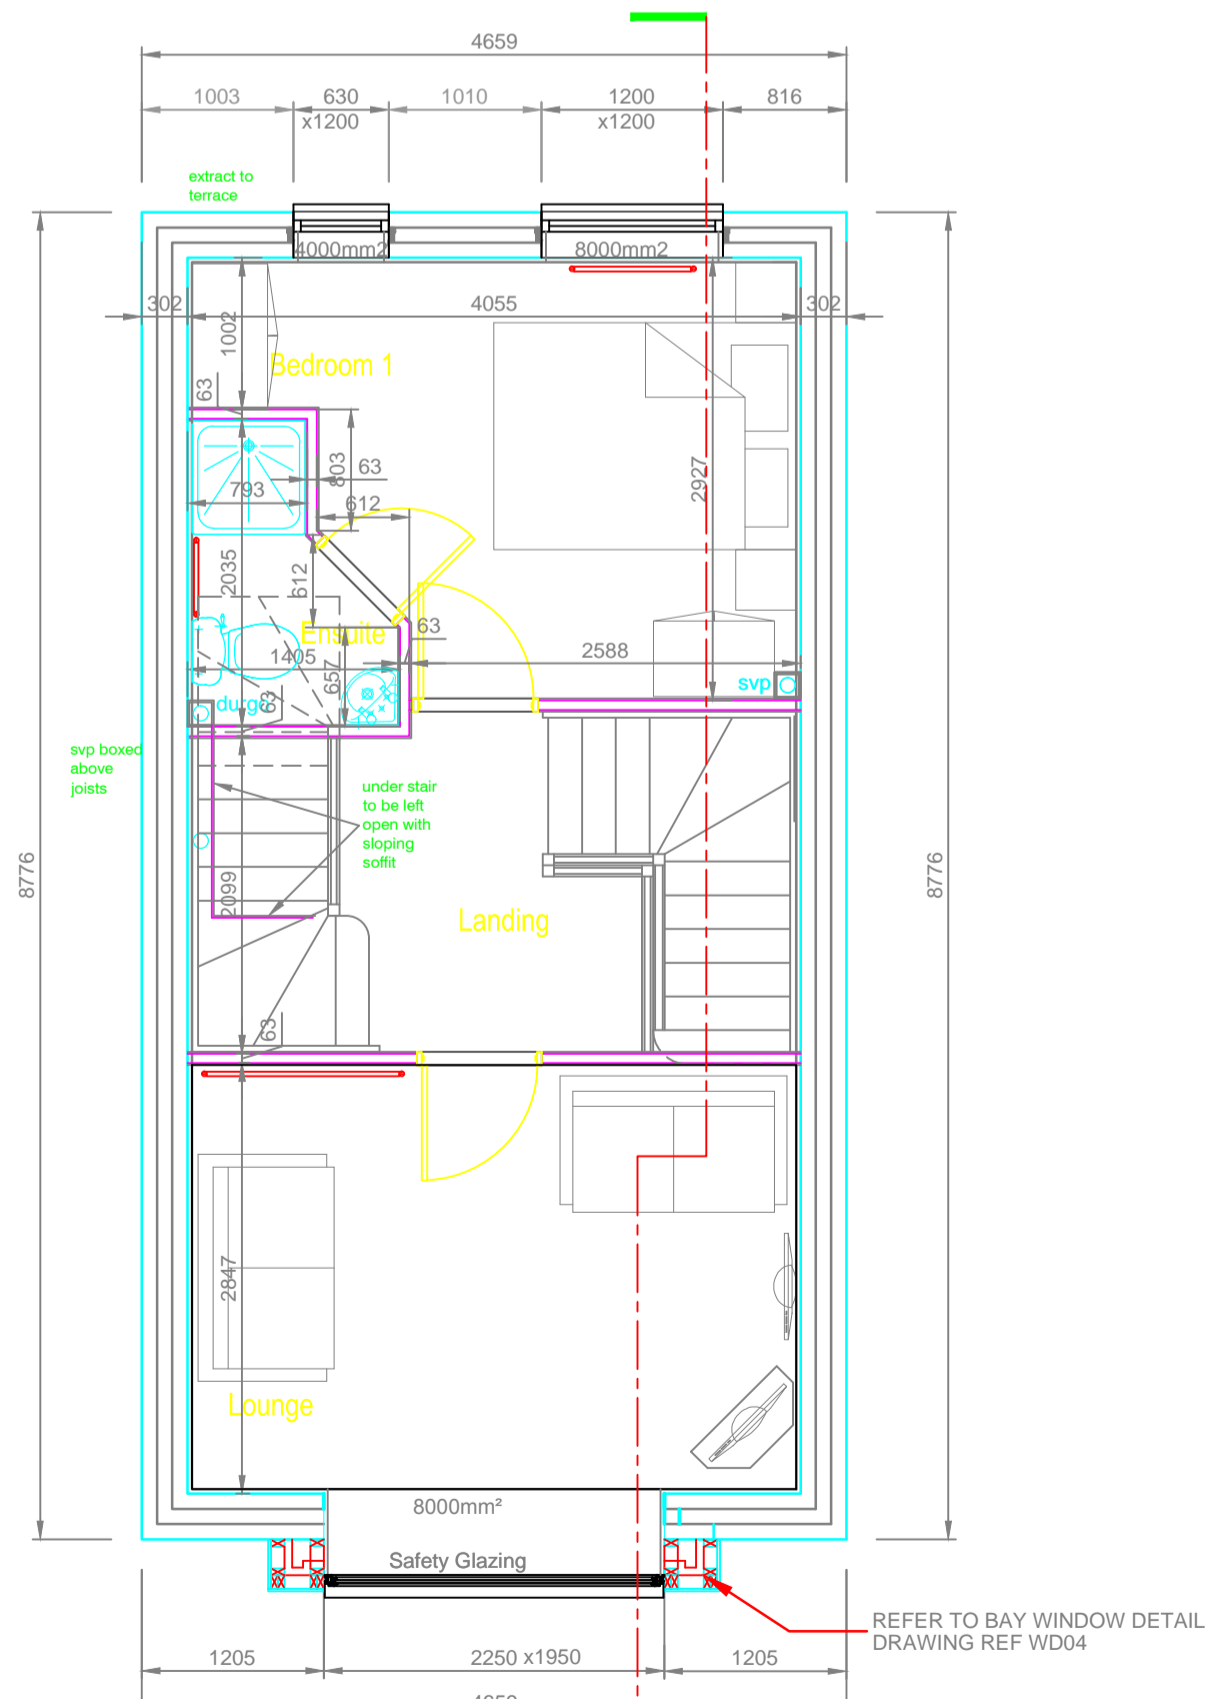 4659
1003
630
x1200
1010
1200
x1200
816
extract to
terrace
4000mm2
8000mm2
302
4055
302
1002
Bedroom 1
63
803
63
793
612
2927
2035
612
Ensuite
63
1405
657
2588
svp
durgo
63
svp boxed
above
joists
under stair
to be left
open with
sloping
soffit
8776
8776
2099
Landing
63
2847
Lounge
8000mm²
Safety Glazing
REFER TO BAY WINDOW DETAIL
DRAWING REF WD04
1205
2250 x1950
1205